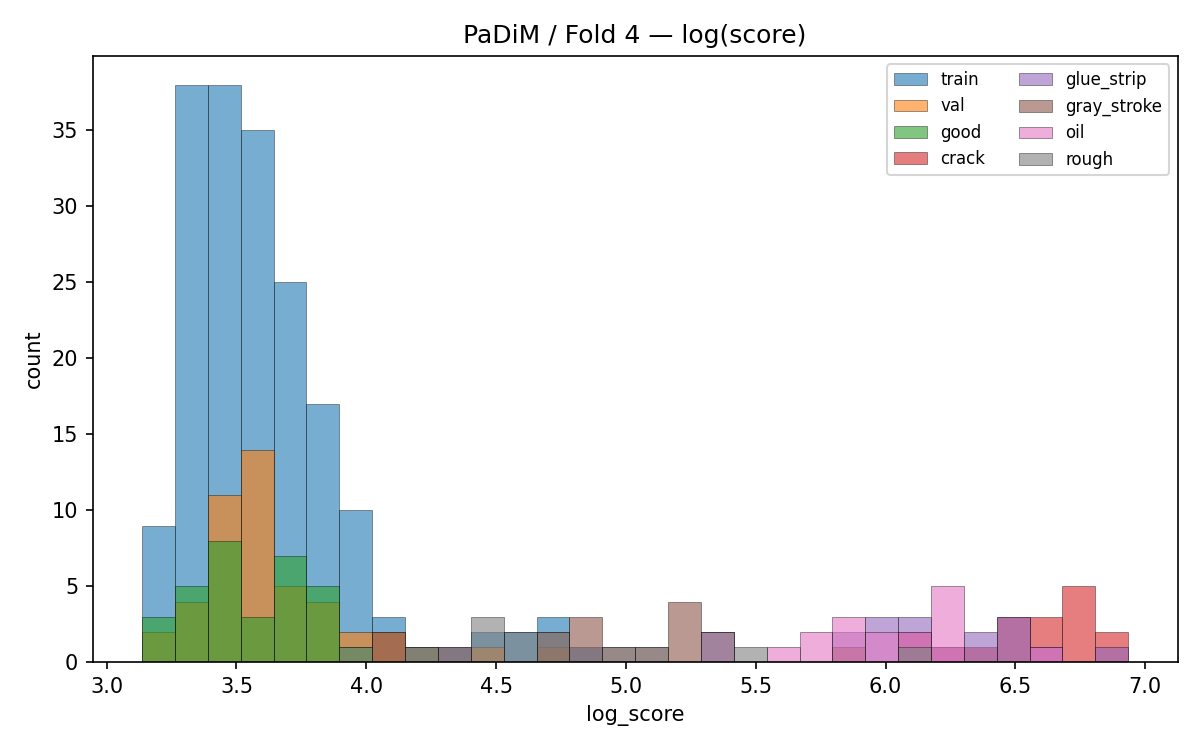 PaDiM / Fold 4 — log(score)
train
val
good
crack
glue_strip
gray_stroke
oil
rough
count
35
30
25
20
15
10
5
0
3.0 3.5 4.0 4.5 5.0 5.5 6.0 6.5 7.0
log_score